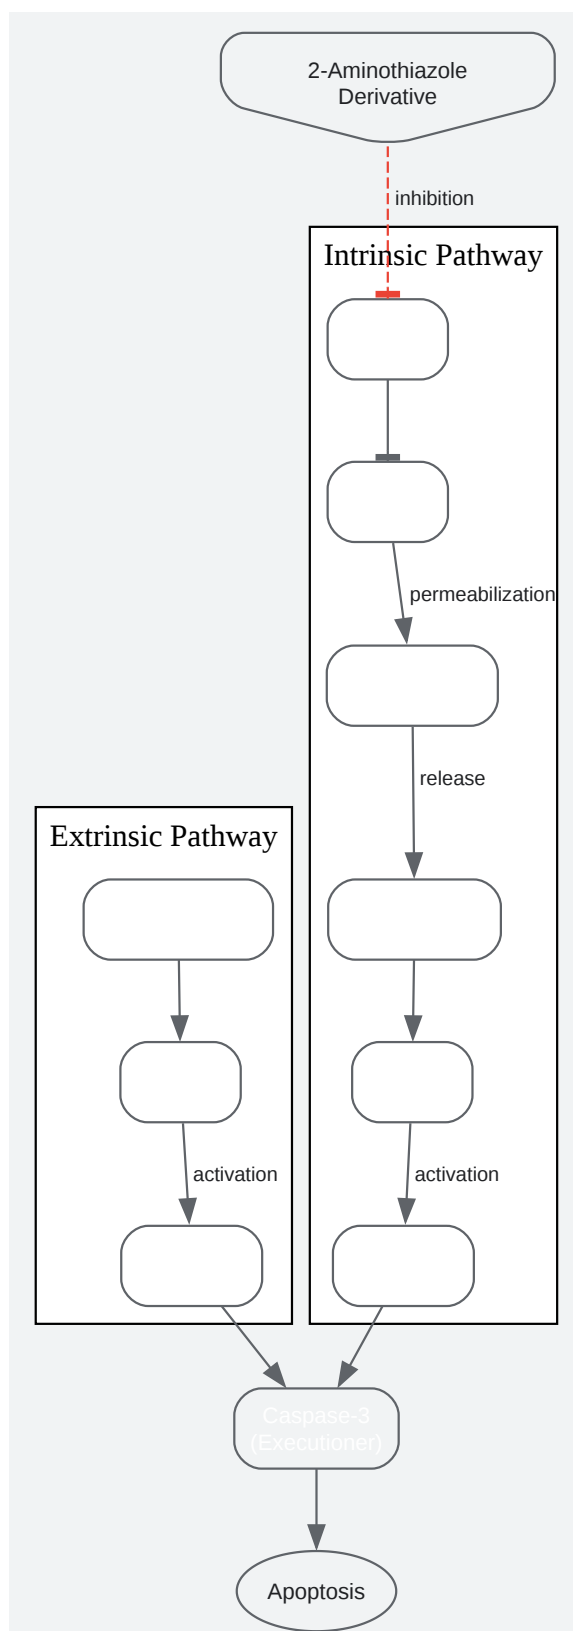 2-Aminothiazole
Derivative
inhibition
Intrinsic Pathway
permeabilization
release
Extrinsic Pathway
activation
activation
Caspase-3
(Executioner)
Apoptosis